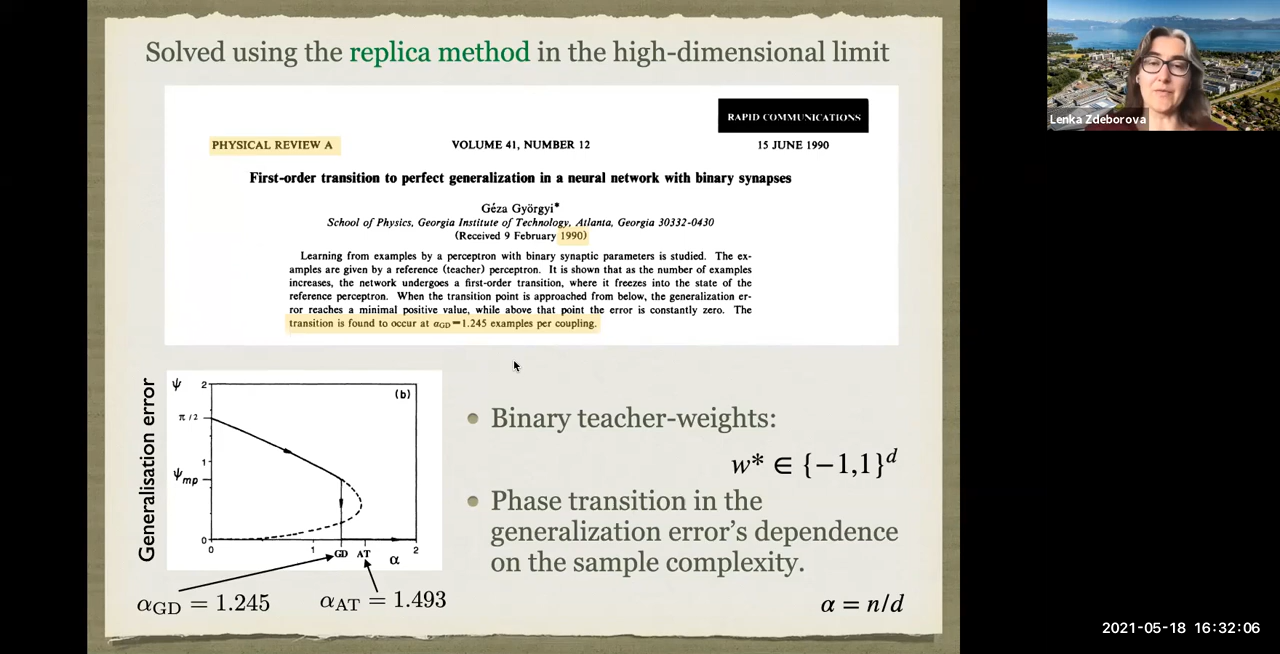 Solved using the replica method in the high-dimensional limit
RAPID COMMUNICATIONS
PHYSICAL REVIEW A VOLUME 41, NUMBER 12 15 JUNE 1990
First-order transition to perfect generalization in a neural network with binary synapses
Géza Györgyi*
School of Physics, Georgia Institute of Technology, Atlanta, Georgia 30332-0430
(Received 9 February 1990)
Learning from examples by a perceptron with binary synaptic parameters is studied. The ex-
amples are given by a reference (teacher) perceptron. It is shown that as the number of examples
increases, the network undergoes a first-order transition, where it freezes into the state of the
reference perceptron. When the transition point is approached from below, the generalization er-
ror reaches a minimal positive value, while above that point the error is constantly zero. The
transition is found to occur at αGD=1.245 examples per coupling.
Generalisation error
ψ 2
(b)
π/2
1
ψmp
0
0 1 GD AT 2
α
αGD = 1.245 αAT = 1.493
Binary teacher-weights:
w* ∈ {−1,1}^d
Phase transition in the
generalization error’s dependence
on the sample complexity.
α = n/d
Lenka Zdeborova
2021-05-18 16:32:06